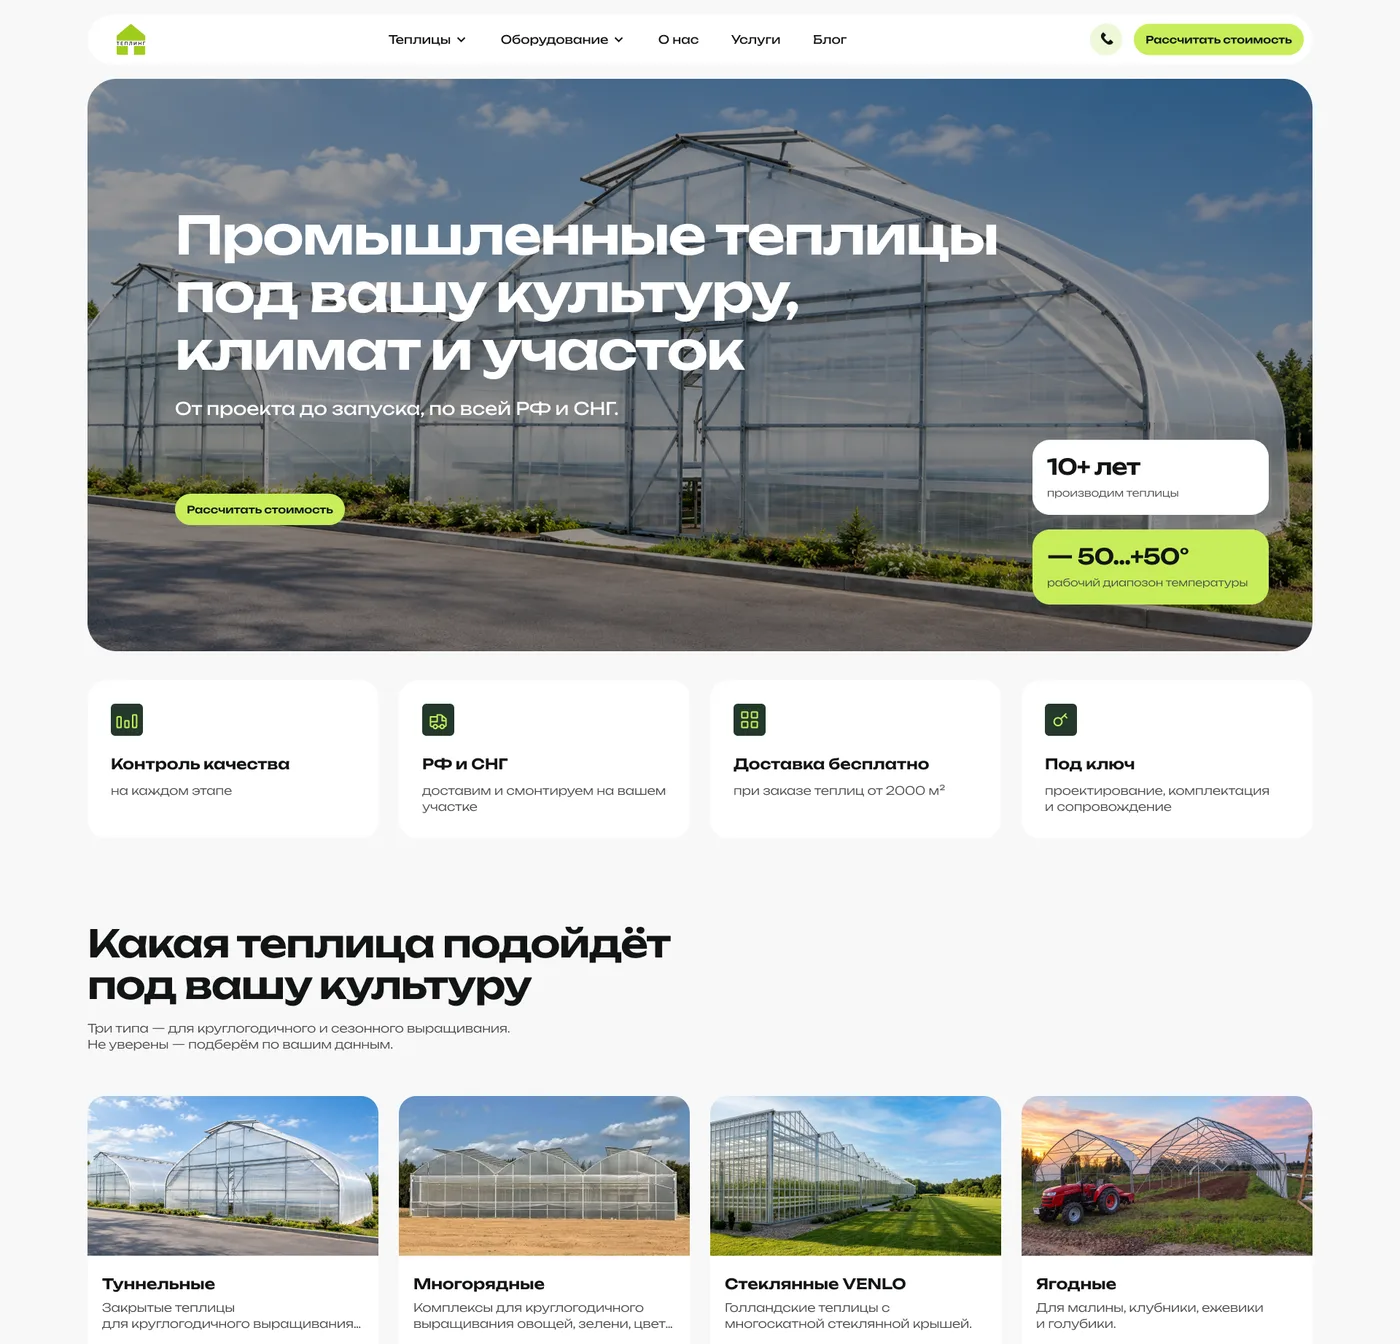 ТЕПЛИНГ
Теплицы
Оборудование
О нас
Услуги
Блог
Рассчитать стоимость
Промышленные теплицы
под вашу культуру,
климат и участок
От проекта до запуска, по всей РФ и СНГ.
Рассчитать стоимость
10+ лет
производим теплицы
— 50...+50°
рабочий диапозон температуры
Контроль качества
на каждом этапе
РФ и СНГ
доставим и смонтируем на вашем
участке
Доставка бесплатно
при заказе теплиц от 2000 м²
Под ключ
проектирование, комплектация
и сопровождение
Какая теплица подойдёт
под вашу культуру
Три типа — для круглогодичного и сезонного выращивания.
Не уверены — подберём по вашим данным.
Туннельные
Закрытые теплицы
для круглогодичного выращивания...
Многорядные
Комплексы для круглогодичного
выращивания овощей, зелени, цвет...
Стеклянные VENLO
Голландские теплицы с
многоскатной стеклянной крышей.
Ягодные
Для малины, клубники, ежевики
и голубики.